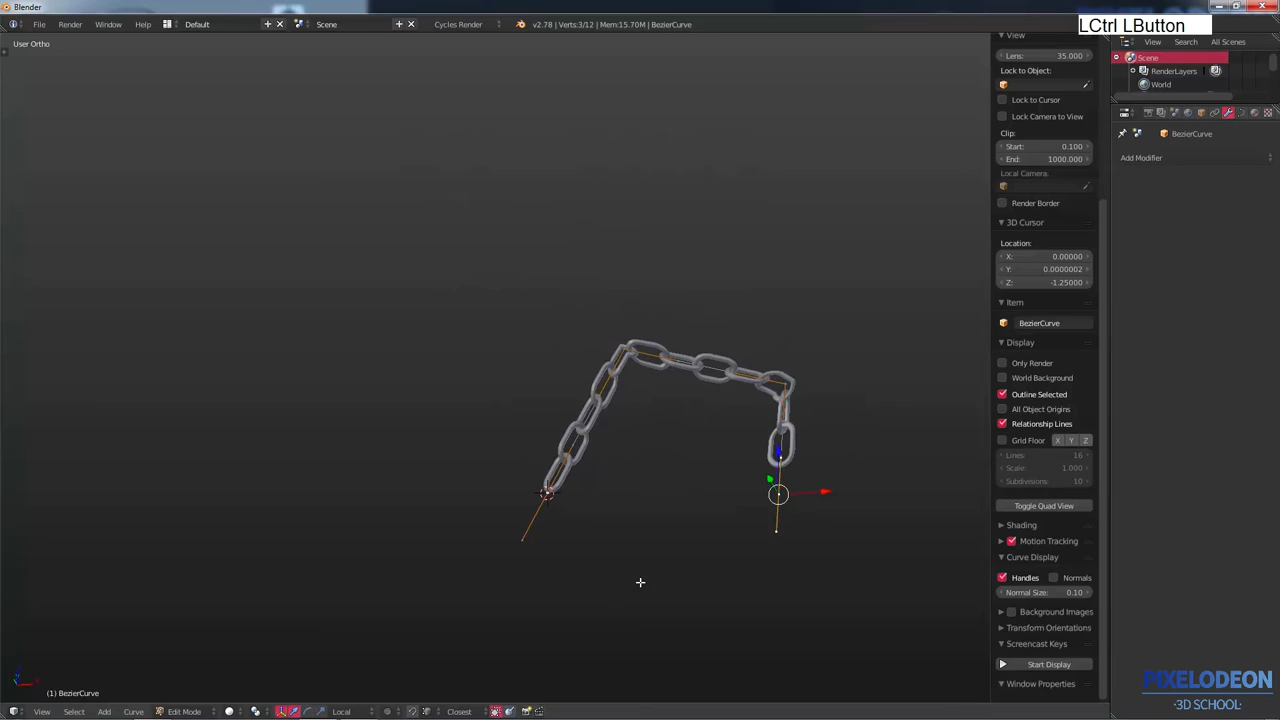 Blender
PIXELODEON
LCtrl LButton
File Render Window Help Default Scene Cycles Render v2.78 | Verts:3/12 | Mem:15.70M | BezierCurve
User Ortho
View
Lens: 35.000
Lock to Object:
Lock to Cursor
Lock Camera to View
Clip:
Start: 0.100
End: 1000.000
Local Camera:
Render Border
3D Cursor
Location:
X: 0.00000
Y: 0.0000002
Z: -1.25000
Item
BezierCurve
Display
Only Render
World Background
Outline Selected
All Object Origins
Relationship Lines
Grid Floor X Y Z
Lines: 16
Scale: 1.000
Subdivisions: 10
Toggle Quad View
Shading
Motion Tracking
Curve Display
Handles Normals
Normal Size: 0.10
Background Images
Transform Orientations
Screencast Keys
Start Display
Window Properties
View Search All Scenes
Scene
RenderLayers
World
BezierCurve
Add Modifier
(1) BezierCurve
View Select Add Curve Edit Mode Local Closest
PIXELODEON
·3D SCHOOL·